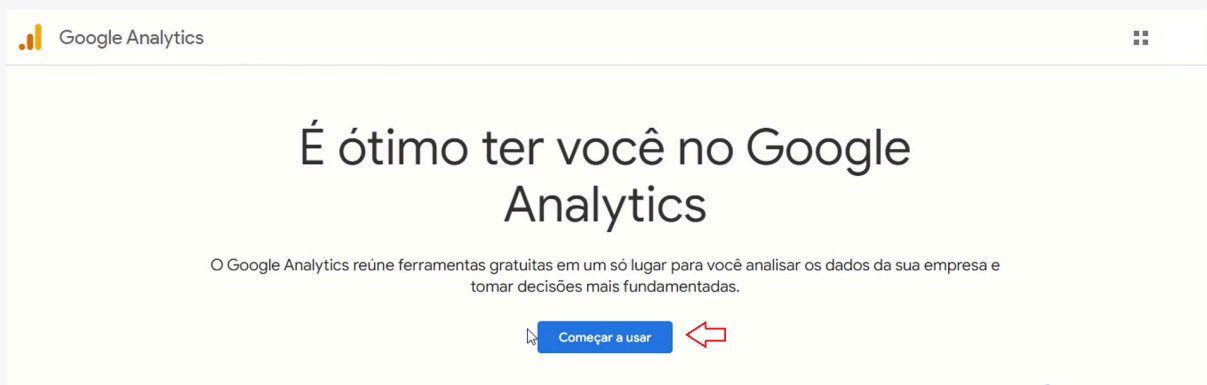 Google Analytics
É ótimo ter você no Google
Analytics
O Google Analytics reúne ferramentas gratuitas em um só lugar para você analisar os dados da sua empresa e
tomar decisões mais fundamentadas.
Começar a usar